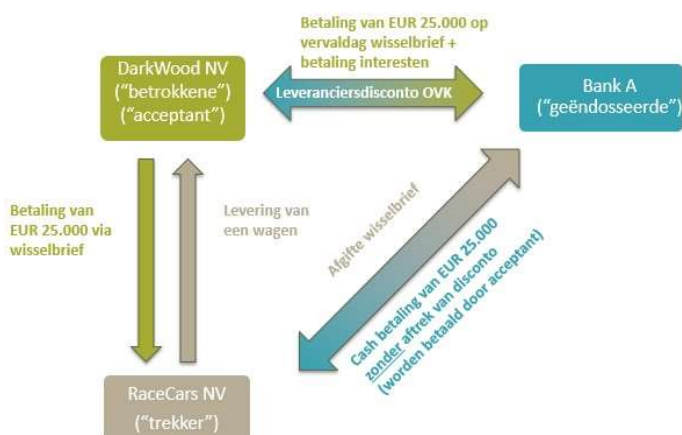 Betaling van EUR 25.000 op
vervaldag wisselbrief +
betaling interesten
DarkWood NV
("betrokkene")
("acceptant")
Leveranciersdisconto OVK
Bank A
("geëndosseerde")
Betaling van
EUR 25.000 via
wisselbrief
Levering van
een wagen
Afgifte wisselbrief
Cash betaling van EUR 25.000
zonder aftrek van disconto
(worden betaald door acceptant)
RaceCars NV
("trekker")